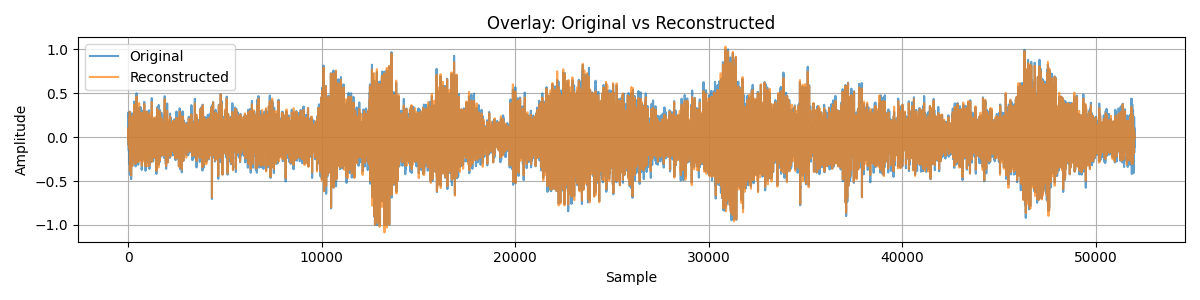 Overlay: Original vs Reconstructed
Original
Reconstructed
Amplitude
1.0
0.5
0.0
−0.5
−1.0
0 10000 20000 30000 40000 50000
Sample